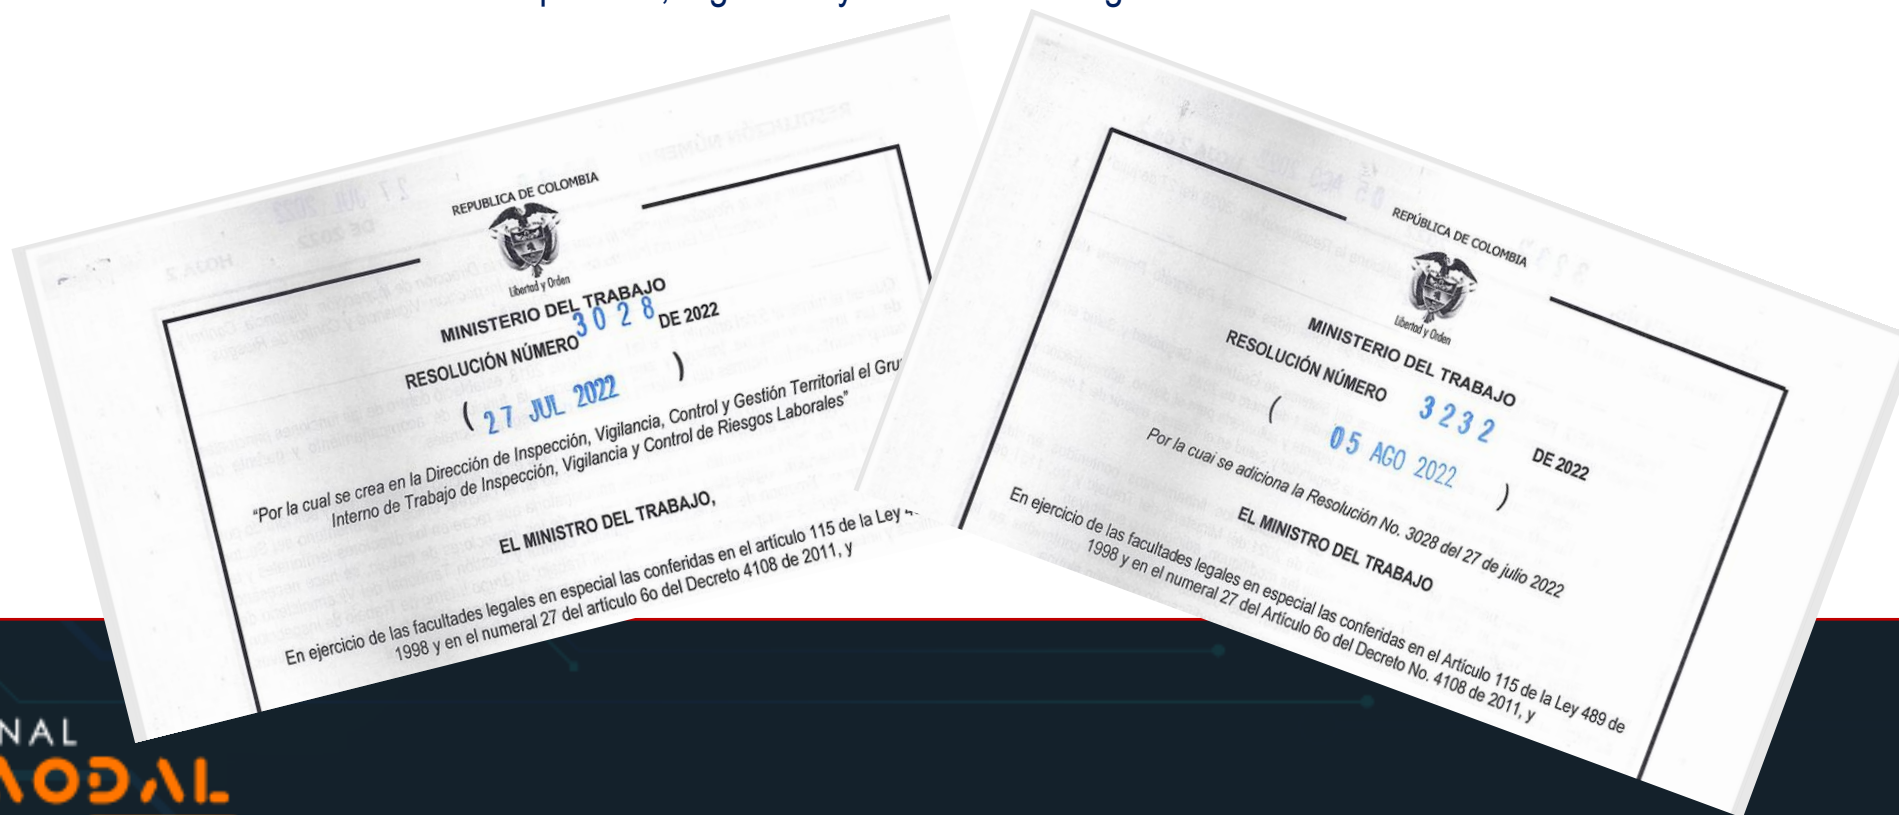 REPUBLICA DE COLOMBIA
Libertad y Orden
MINISTERIO DEL TRABAJO
RESOLUCIÓN NÚMERO 3028 DE 2022
( 27 JUL 2022 )
“Por la cual se crea en la Dirección de Inspección, Vigilancia, Control y Gestión Territorial el
Interno de Trabajo de Inspección, Vigilancia y Control de Riesgos Laborales”
EL MINISTRO DEL TRABAJO,
En ejercicio de las facultades legales en especial las conferidas en el artículo 115 de la Ley
1998 y en el numeral 27 del artículo 6o del Decreto 4108 de 2011, y
REPÚBLICA DE COLOMBIA
Libertad y Orden
MINISTERIO DEL TRABAJO
RESOLUCIÓN NÚMERO 3232 DE 2022
( 05 AGO 2022 )
Por la cual se adiciona la Resolución No. 3028 del 27 de julio 2022
EL MINISTRO DEL TRABAJO
En ejercicio de las facultades legales en especial las conferidas en el Artículo 115 de la Ley 489 de
1998 y en el numeral 27 del Artículo 6o del Decreto No. 4108 de 2011, y
NAL
ODAL